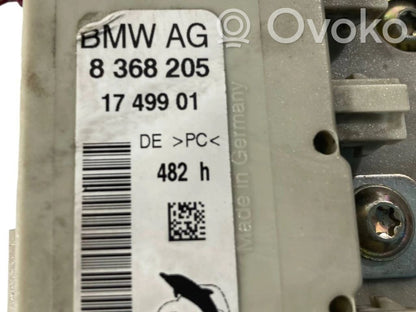 Ovoko
BMW AG
8 368 205
17 499 01
DE >PC<
482 h
Made in Germany